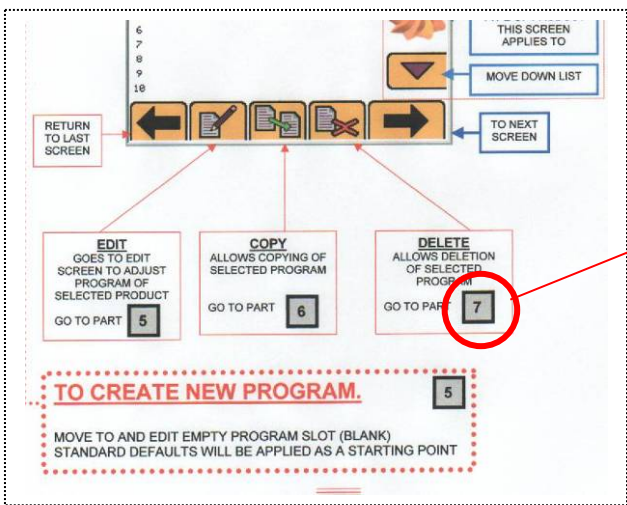 6
7
8
9
10
THIS SCREEN
APPLIES TO
MOVE DOWN LIST
RETURN
TO LAST
SCREEN
TO NEXT
SCREEN
EDIT
GOES TO EDIT
SCREEN TO ADJUST
PROGRAM OF
SELECTED PRODUCT
GO TO PART 5
COPY
ALLOWS COPYING OF
SELECTED PROGRAM
GO TO PART 6
DELETE
ALLOWS DELETION
OF SELECTED
PROGRAM
GO TO PART 7
TO CREATE NEW PROGRAM. 5
MOVE TO AND EDIT EMPTY PROGRAM SLOT (BLANK)
STANDARD DEFAULTS WILL BE APPLIED AS A STARTING POINT